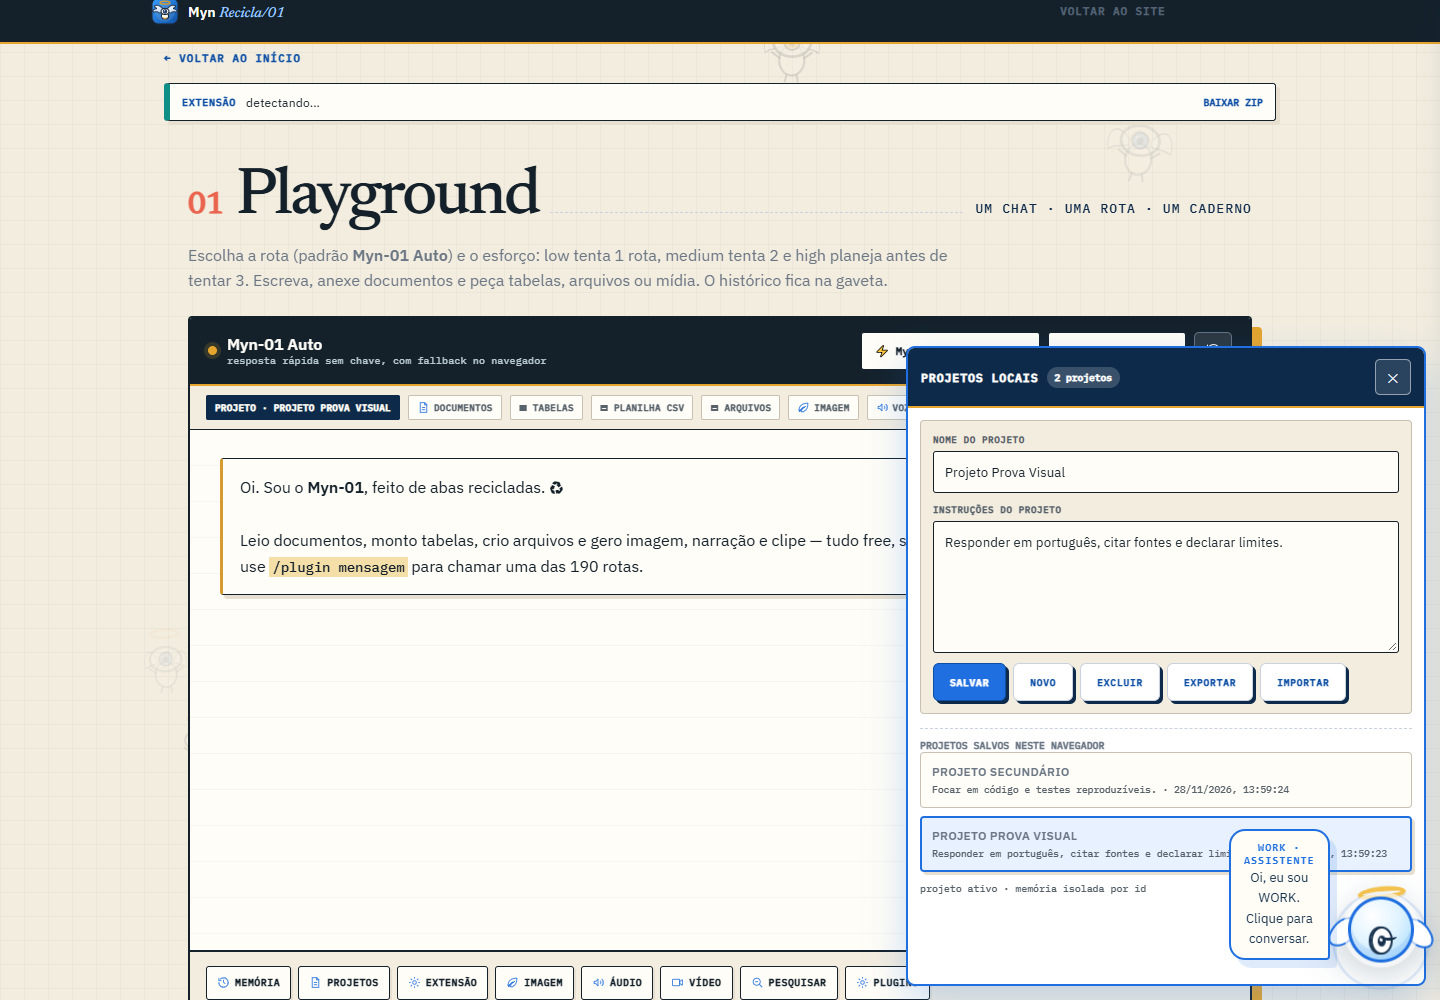 Myn Recicla/01
VOLTAR AO SITE
← VOLTAR AO INÍCIO
EXTENSÃO detectando...
BAIXAR ZIP
01 Playground
UM CHAT · UMA ROTA · UM CADERNO
Escolha a rota (padrão Myn-01 Auto) e o esforço: low tenta 1 rota, medium tenta 2 e high planeja antes de
tentar 3. Escreva, anexe documentos e peça tabelas, arquivos ou mídia. O histórico fica na gaveta.
Myn-01 Auto
resposta rápida sem chave, com fallback no navegador
PROJETO · PROJETO PROVA VISUAL
DOCUMENTOS
TABELAS
PLANILHA CSV
ARQUIVOS
IMAGEM
Oi. Sou o Myn-01, feito de abas recicladas. ♻
Leio documentos, monto tabelas, crio arquivos e gero imagem, narração e clipe — tudo free,
use /plugin mensagem para chamar uma das 190 rotas.
MEMÓRIA
PROJETOS
EXTENSÃO
IMAGEM
ÁUDIO
VÍDEO
PESQUISAR
PROJETOS LOCAIS 2 projetos
×
NOME DO PROJETO
Projeto Prova Visual
INSTRUÇÕES DO PROJETO
Responder em português, citar fontes e declarar limites.
SALVAR
NOVO
EXCLUIR
EXPORTAR
IMPORTAR
PROJETOS SALVOS NESTE NAVEGADOR
PROJETO SECUNDÁRIO
Focar em código e testes reproduzíveis. · 28/11/2026, 13:59:24
PROJETO PROVA VISUAL
Responder em português, citar fontes e declarar , 13:59:23
projeto ativo · memória isolada por id
WORK ·
ASSISTENTE
Oi, eu sou
WORK.
Clique para
conversar.